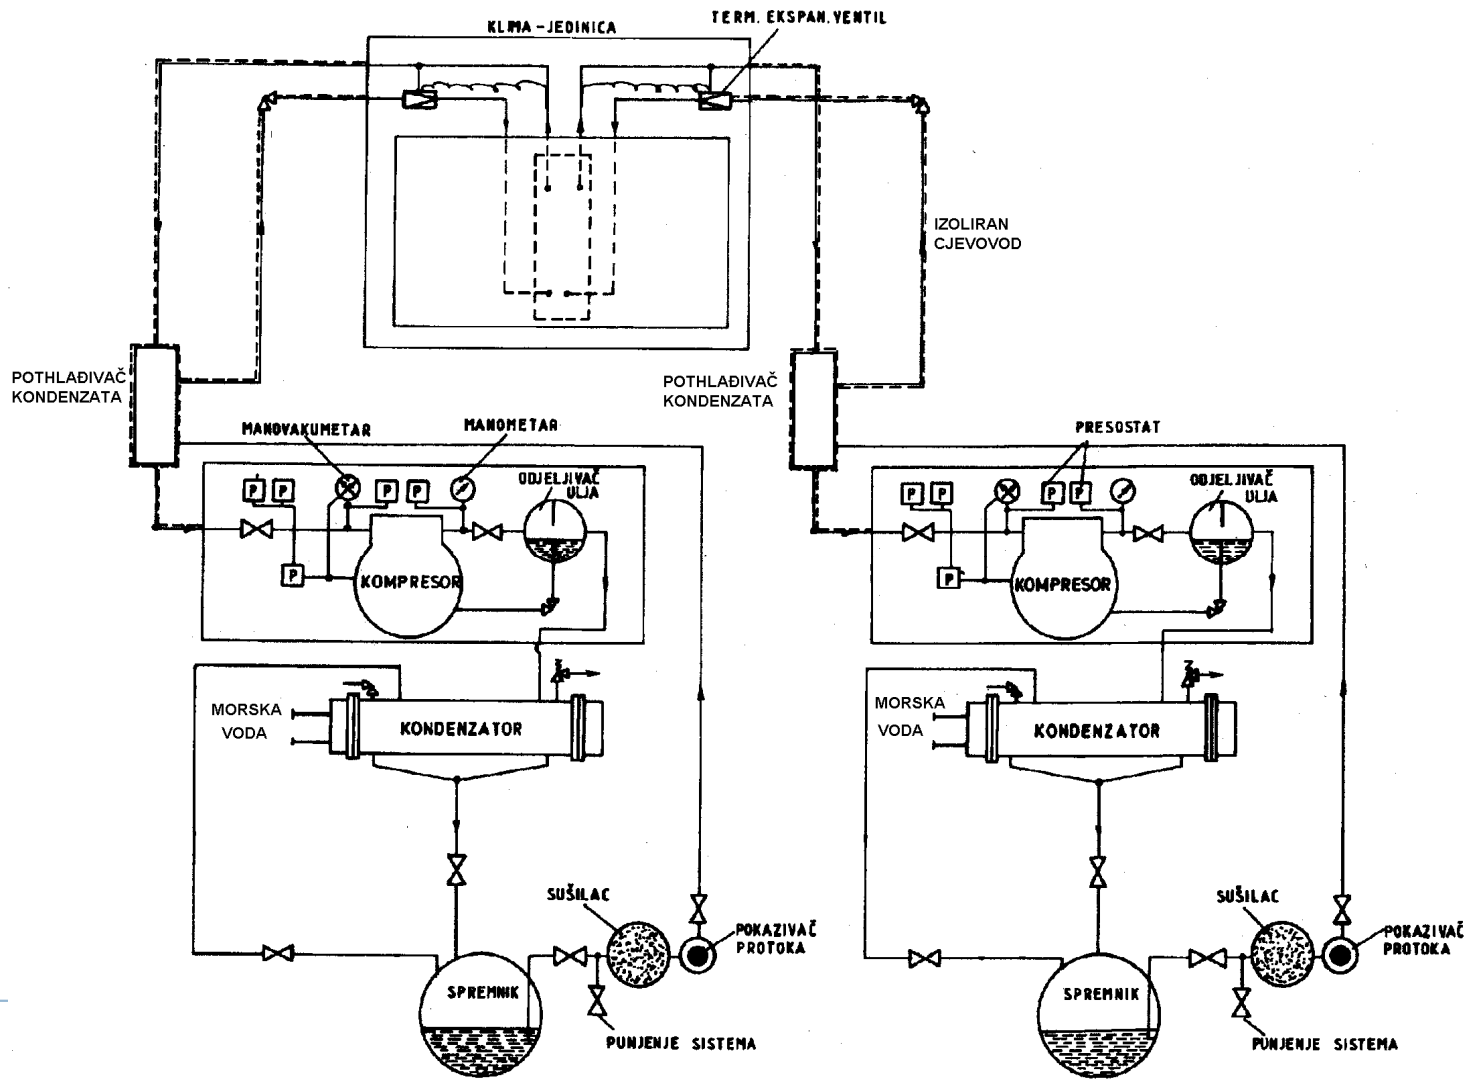 KLIMA-JEDINICA
TERM. EKSPAN. VENTIL
IZOLIRAN
CJEVOVOD
POTHLAĐIVAČ
KONDENZATA
POTHLAĐIVAČ
KONDENZATA
MANOVAKUMETAR
MANOMETAR
PRESOSTAT
P
P
P
P
ODJELJIVAČ
ULJA
P
P
P
P
ODJELJIVAČ
ULJA
P
KOMPRESOR
P
KOMPRESOR
MORSKA
VODA
KONDENZATOR
MORSKA
VODA
KONDENZATOR
SUŠILAC
SUŠILAC
POKAZIVAČ
PROTOKA
POKAZIVAČ
PROTOKA
SPREMNIK
SPREMNIK
PUNJENJE SISTEMA
PUNJENJE SISTEMA